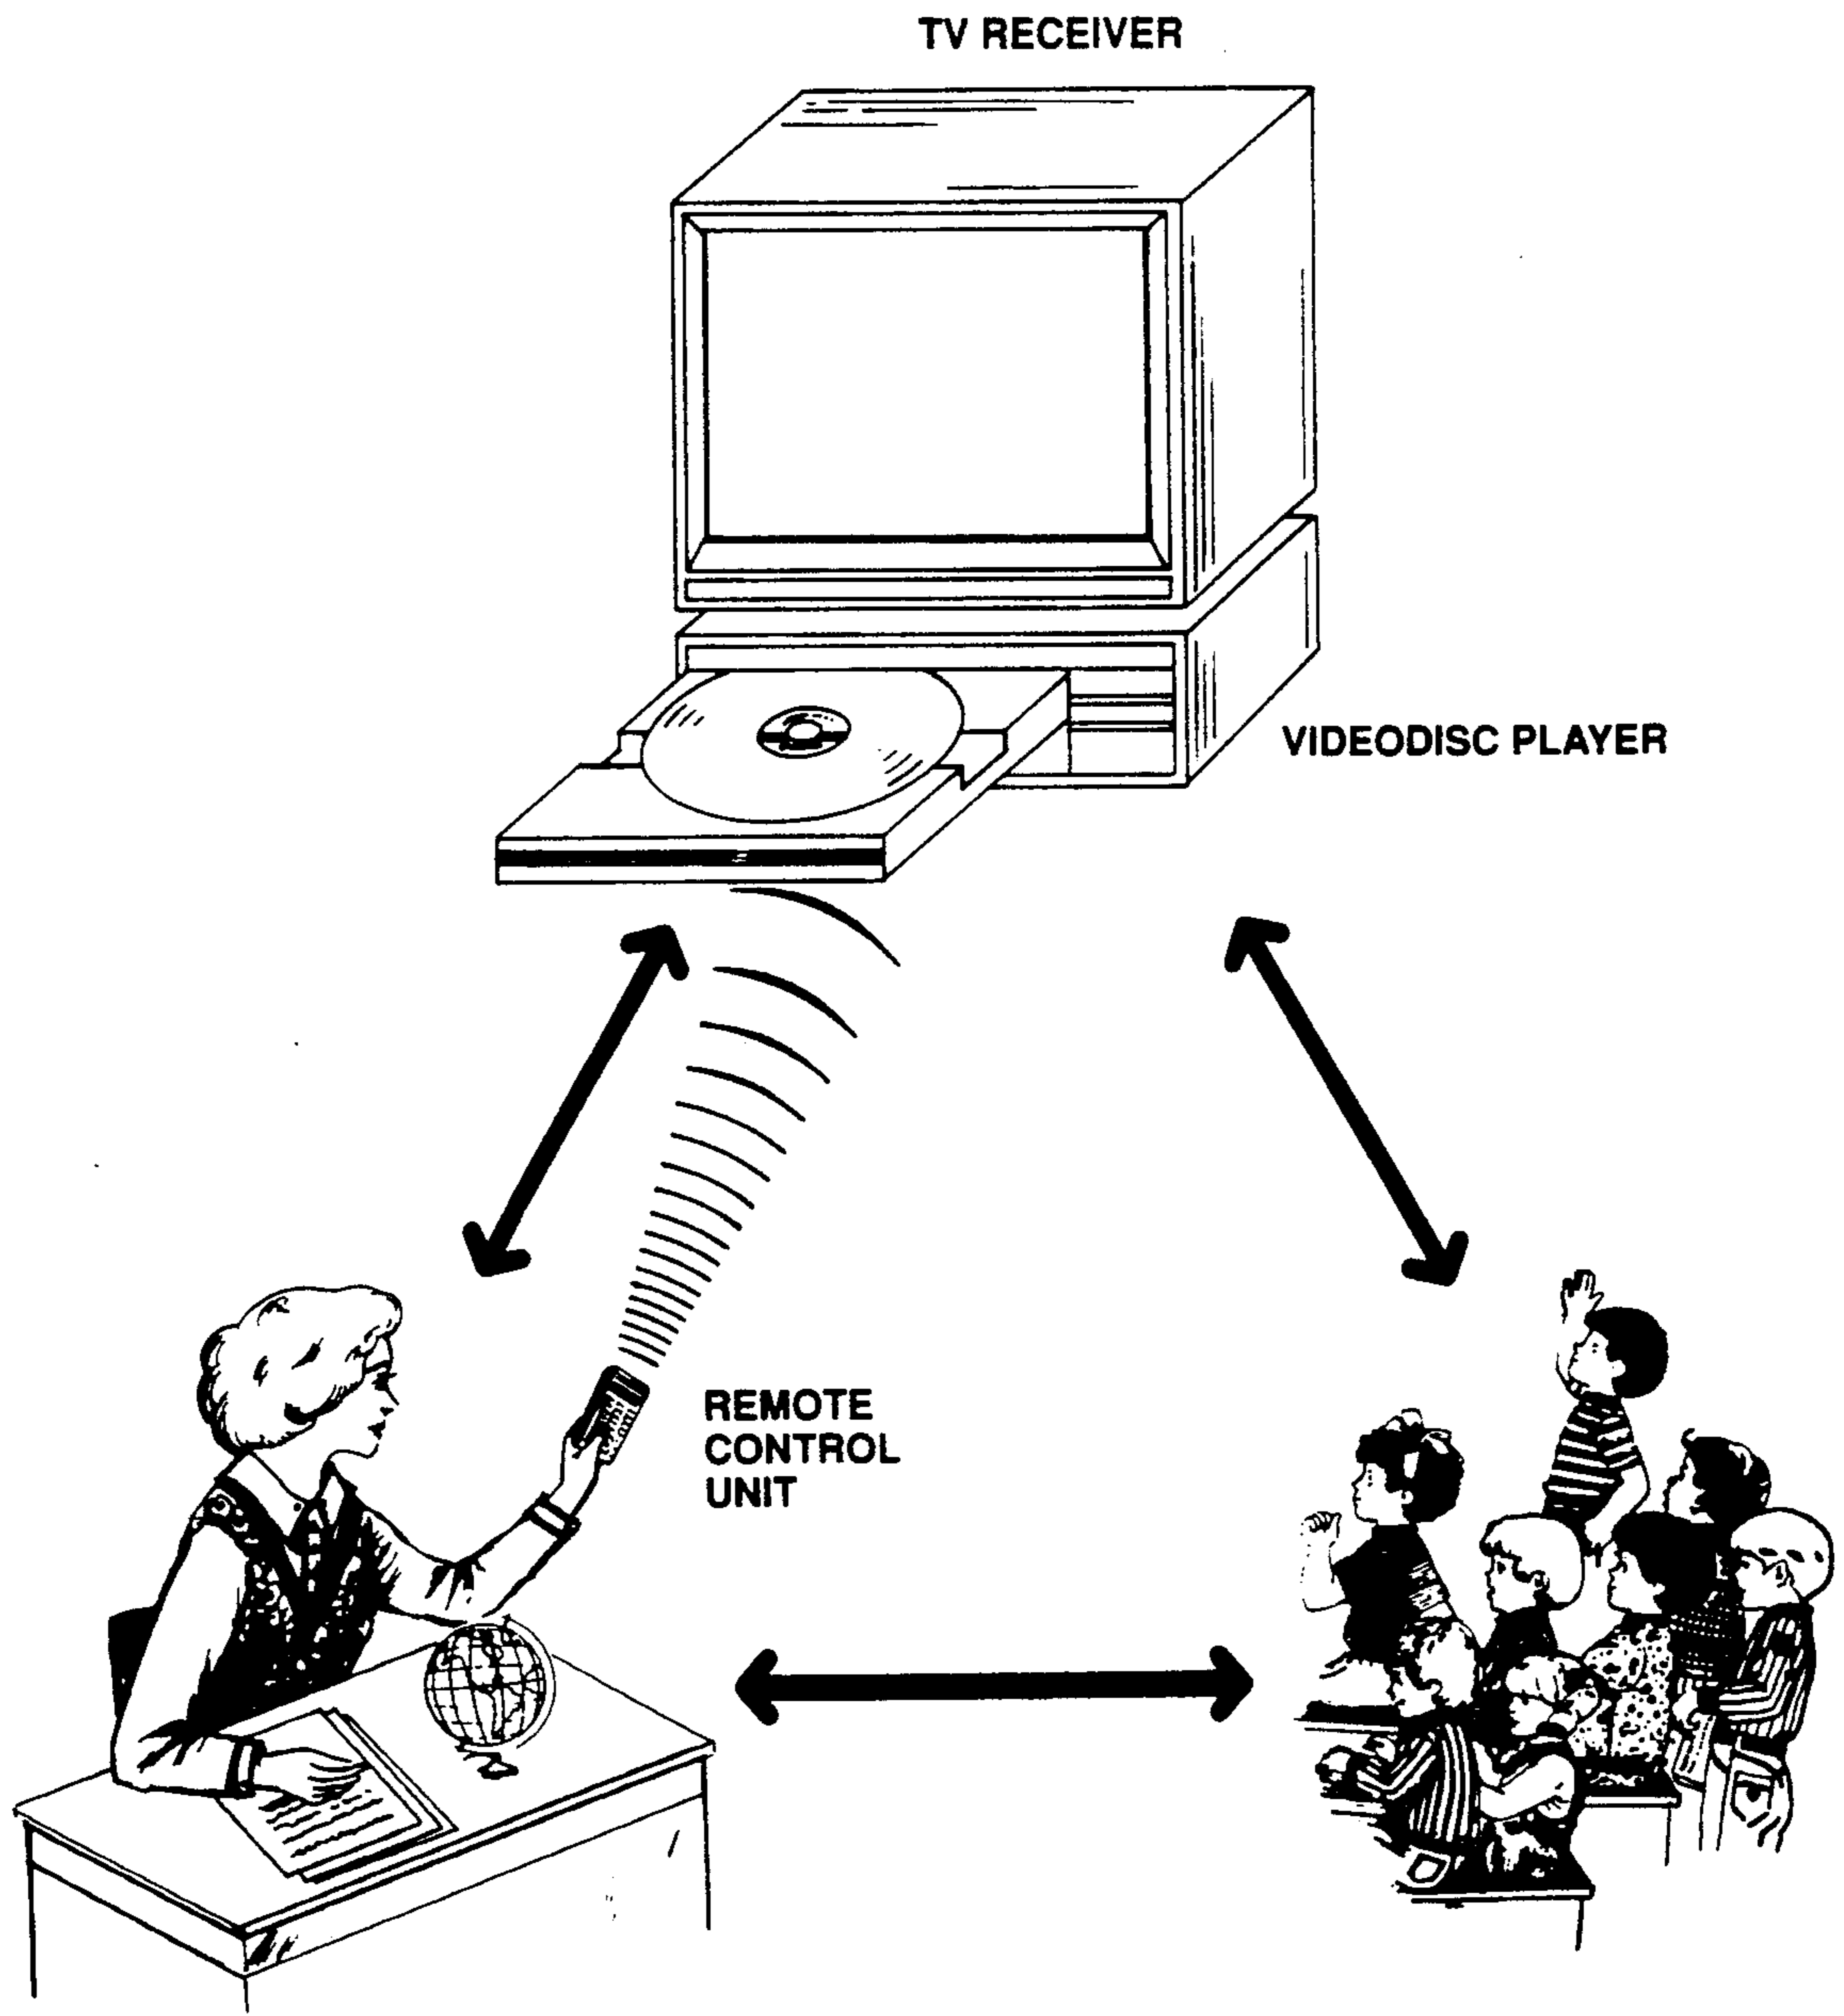 TV RECEIVER
VIDEODISC PLAYER
REMOTE
CONTROL
UNIT